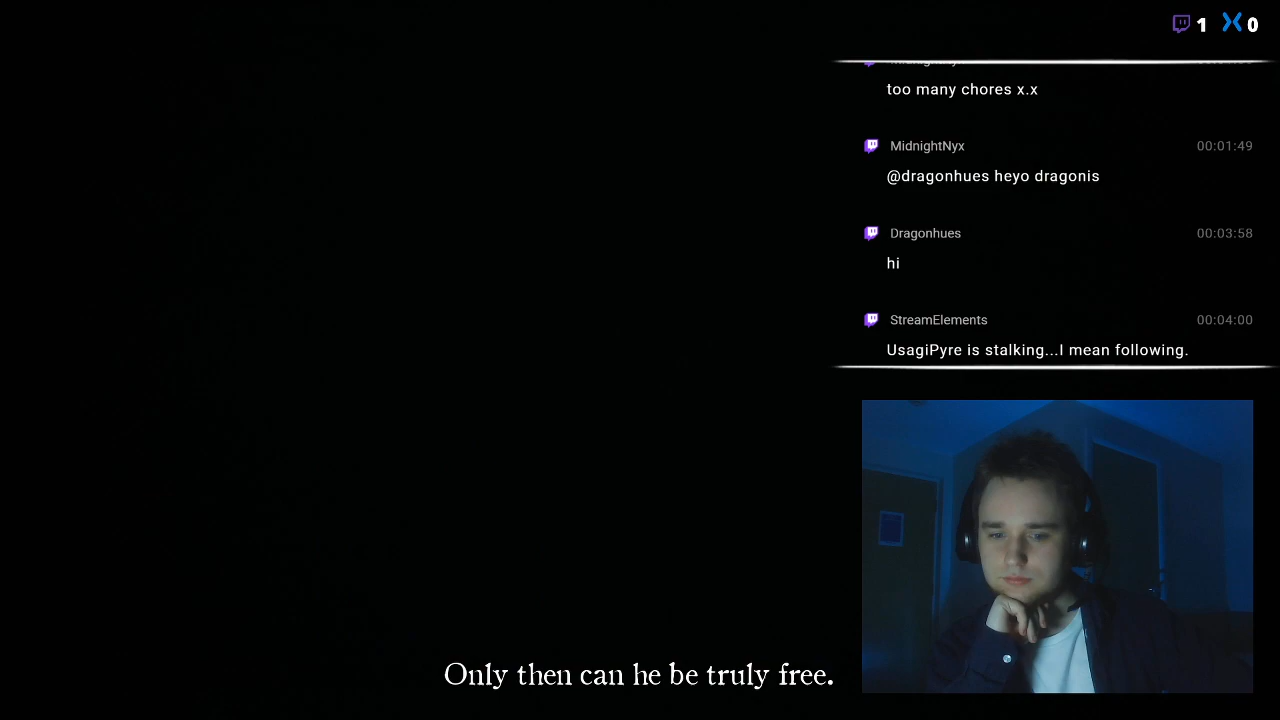 1 0
too many chores x.x
MidnightNyx 00:01:49
@dragonhues heyo dragonis
Dragonhues 00:03:58
hi
StreamElements 00:04:00
UsagiPyre is stalking...I mean following.
Only then can he be truly free.